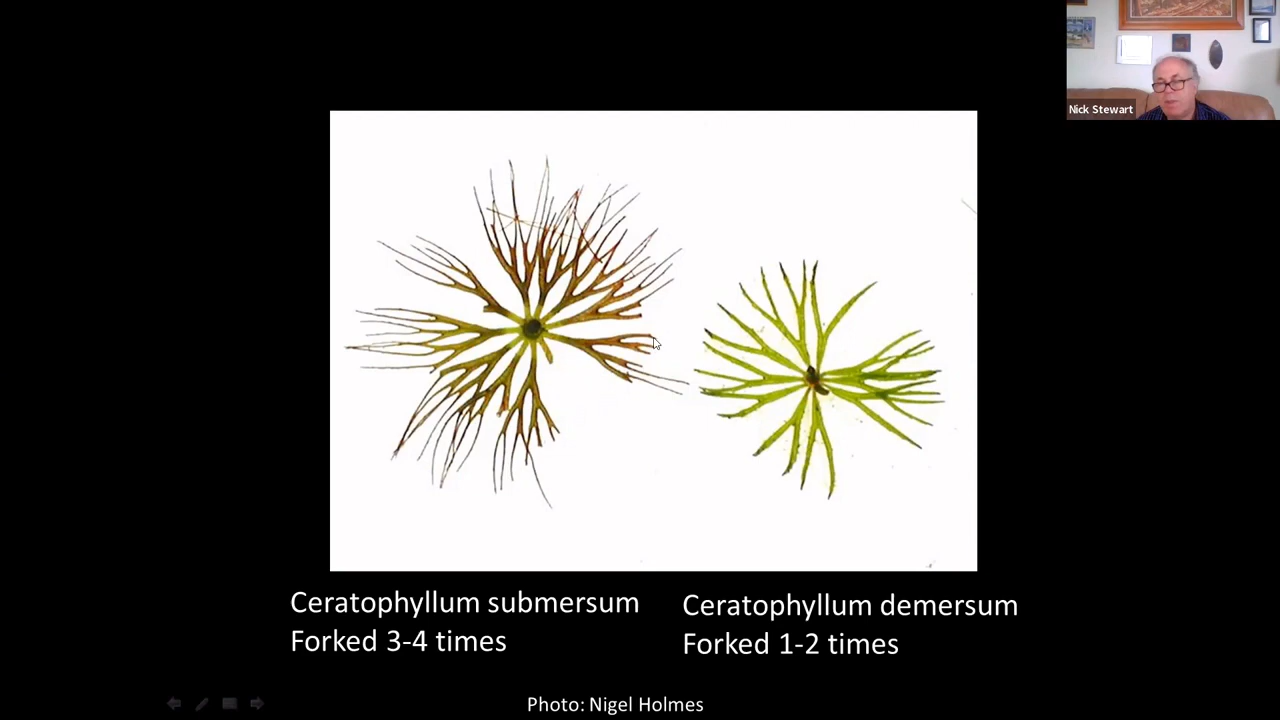 Nick Stewart
Ceratophyllum submersum
Forked 3-4 times
Ceratophyllum demersum
Forked 1-2 times
Photo: Nigel Holmes